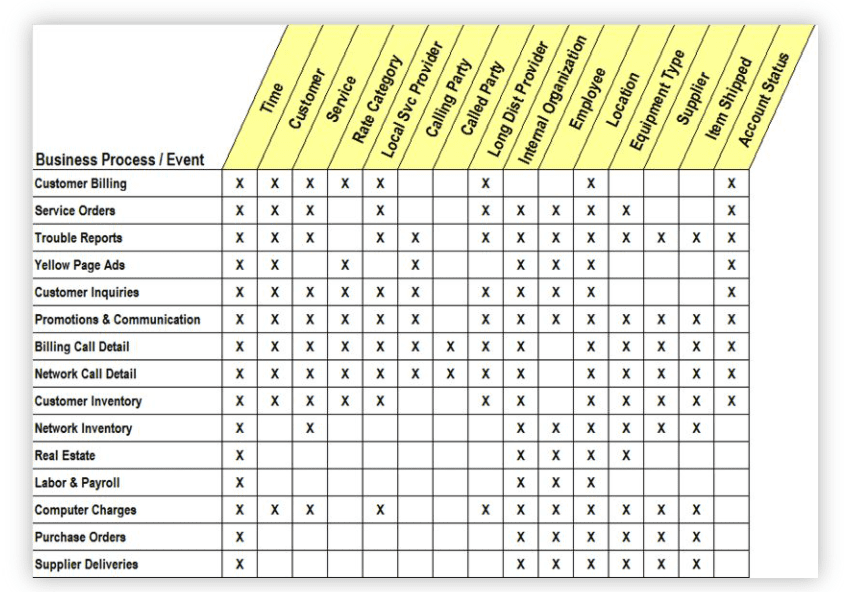 Time
Customer
Service
Rate Category
Local Svc Provider
Calling Party
Called Party
Long Dist Provider
Internal Organization
Employee
Location
Equipment Type
Supplier
Item Shipped
Account Status
Business Process / Event
Customer Billing X X X X X X X X
Service Orders X X X X X X X X X X
Trouble Reports X X X X X X X X X X X X X
Yellow Page Ads X X X X X X X X
Customer Inquiries X X X X X X X X X X X
Promotions & Communication X X X X X X X X X X X X X X
Billing Call Detail X X X X X X X X X X X X X X
Network Call Detail X X X X X X X X X X X X X X
Customer Inventory X X X X X X X X X X X X
Network Inventory X X X X X X X X
Real Estate X X X X X
Labor & Payroll X X X X
Computer Charges X X X X X X X X X X X
Purchase Orders X X X X X X X
Supplier Deliveries X X X X X X X